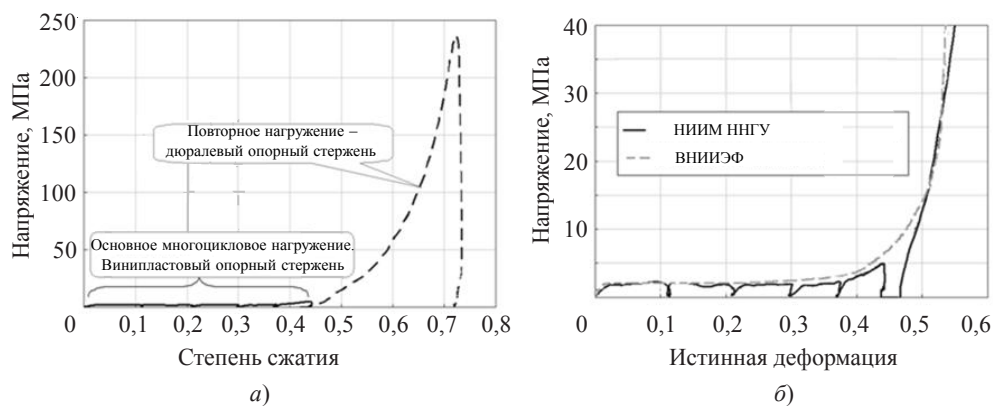 250
200
150
100
50
0
0,1
0,2
0,3
0,4
0,5
0,6
0,7
0,8
Напряжение, МПа
Степень сжатия
Повторное нагружение –
дюралевый опорный стержень
Основное многоцикловое нагружение.
Винипластовый опорный стержень
а)
40
30
20
10
0
0,1
0,2
0,3
0,4
0,5
0,6
Напряжение, МПа
Истинная деформация
НИИМ ННГУ
ВНИИЭФ
б)